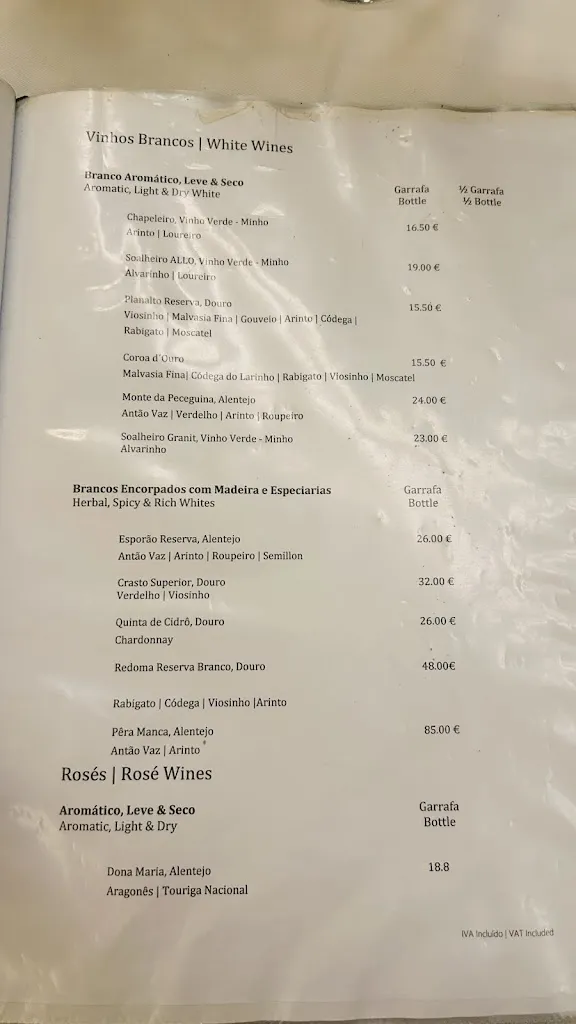 Vinhos Brancos | White Wines
Branco Aromático, Leve & Seco
Aromatic, Light & Dry White
Garrafa ½ Garrafa
Bottle ½ Bottle
Chapeleiro, Vinho Verde - Minho 16.50 €
Arinto | Loureiro
Soalheiro ALLO, Vinho Verde - Minho 19.00 €
Alvarinho | Loureiro
Planalto Reserva, Douro 15.50 €
Viosinho | Malvasia Fina | Gouveio | Arinto | Códega |
Rabigato | Moscatel
Coroa d´Ouro 15.50 €
Malvasia Fina| Códega do Larinho | Rabigato | Viosinho | Moscatel
Monte da Peceguina, Alentejo 24.00 €
Antão Vaz | Verdelho | Arinto | Roupeiro
Soalheiro Granit, Vinho Verde - Minho 23.00 €
Alvarinho
Brancos Encorpados com Madeira e Especiarias Garrafa
Herbal, Spicy & Rich Whites Bottle
Esporão Reserva, Alentejo 26.00 €
Antão Vaz | Arinto | Roupeiro | Semillon
Crasto Superior, Douro 32.00 €
Verdelho | Viosinho
Quinta de Cidrô, Douro 26.00 €
Chardonnay
Redoma Reserva Branco, Douro 48.00€
Rabigato | Códega | Viosinho |Arinto
Pêra Manca, Alentejo 85.00 €
Antão Vaz | Arinto
Rosés | Rosé Wines
Aromático, Leve & Seco Garrafa
Aromatic, Light & Dry Bottle
Dona Maria, Alentejo 18.8
Aragonês | Touriga Nacional
IVA Incluído | VAT Included